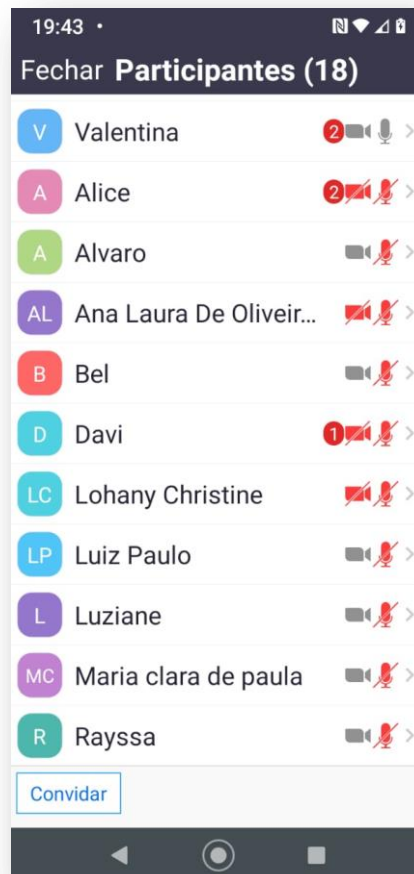 19:43 •
Fechar Participantes (18)
V Valentina 2
A Alice 2
A Alvaro
AL Ana Laura De Oliveir...
B Bel
D Davi 1
LC Lohany Christine
LP Luiz Paulo
L Luziane
MC Maria clara de paula
R Rayssa
Convidar